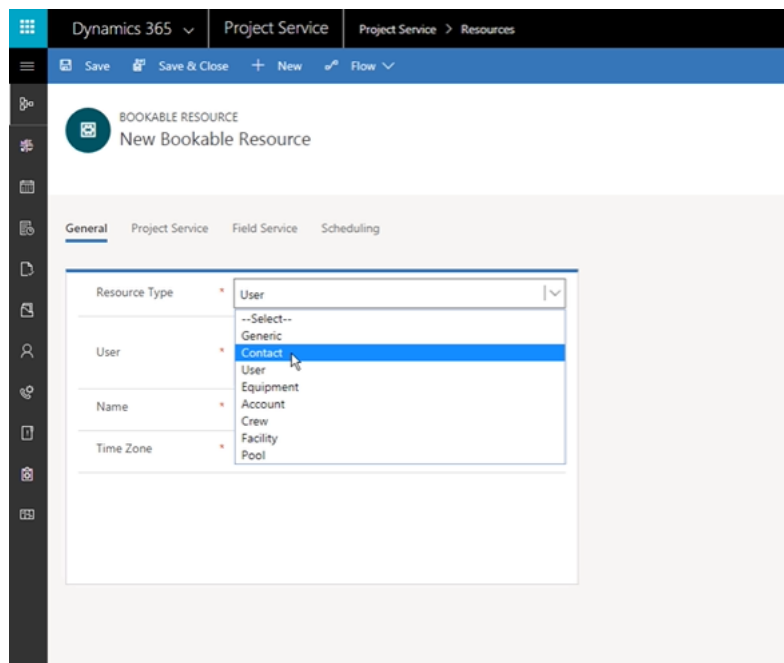 Dynamics 365 Project Service Project Service > Resources
Save Save & Close + New Flow
BOOKABLE RESOURCE
New Bookable Resource
General Project Service Field Service Scheduling
Resource Type * User
--Select--
Generic
User * Contact
User
Equipment
Name * Account
Crew
Time Zone * Facility
Pool